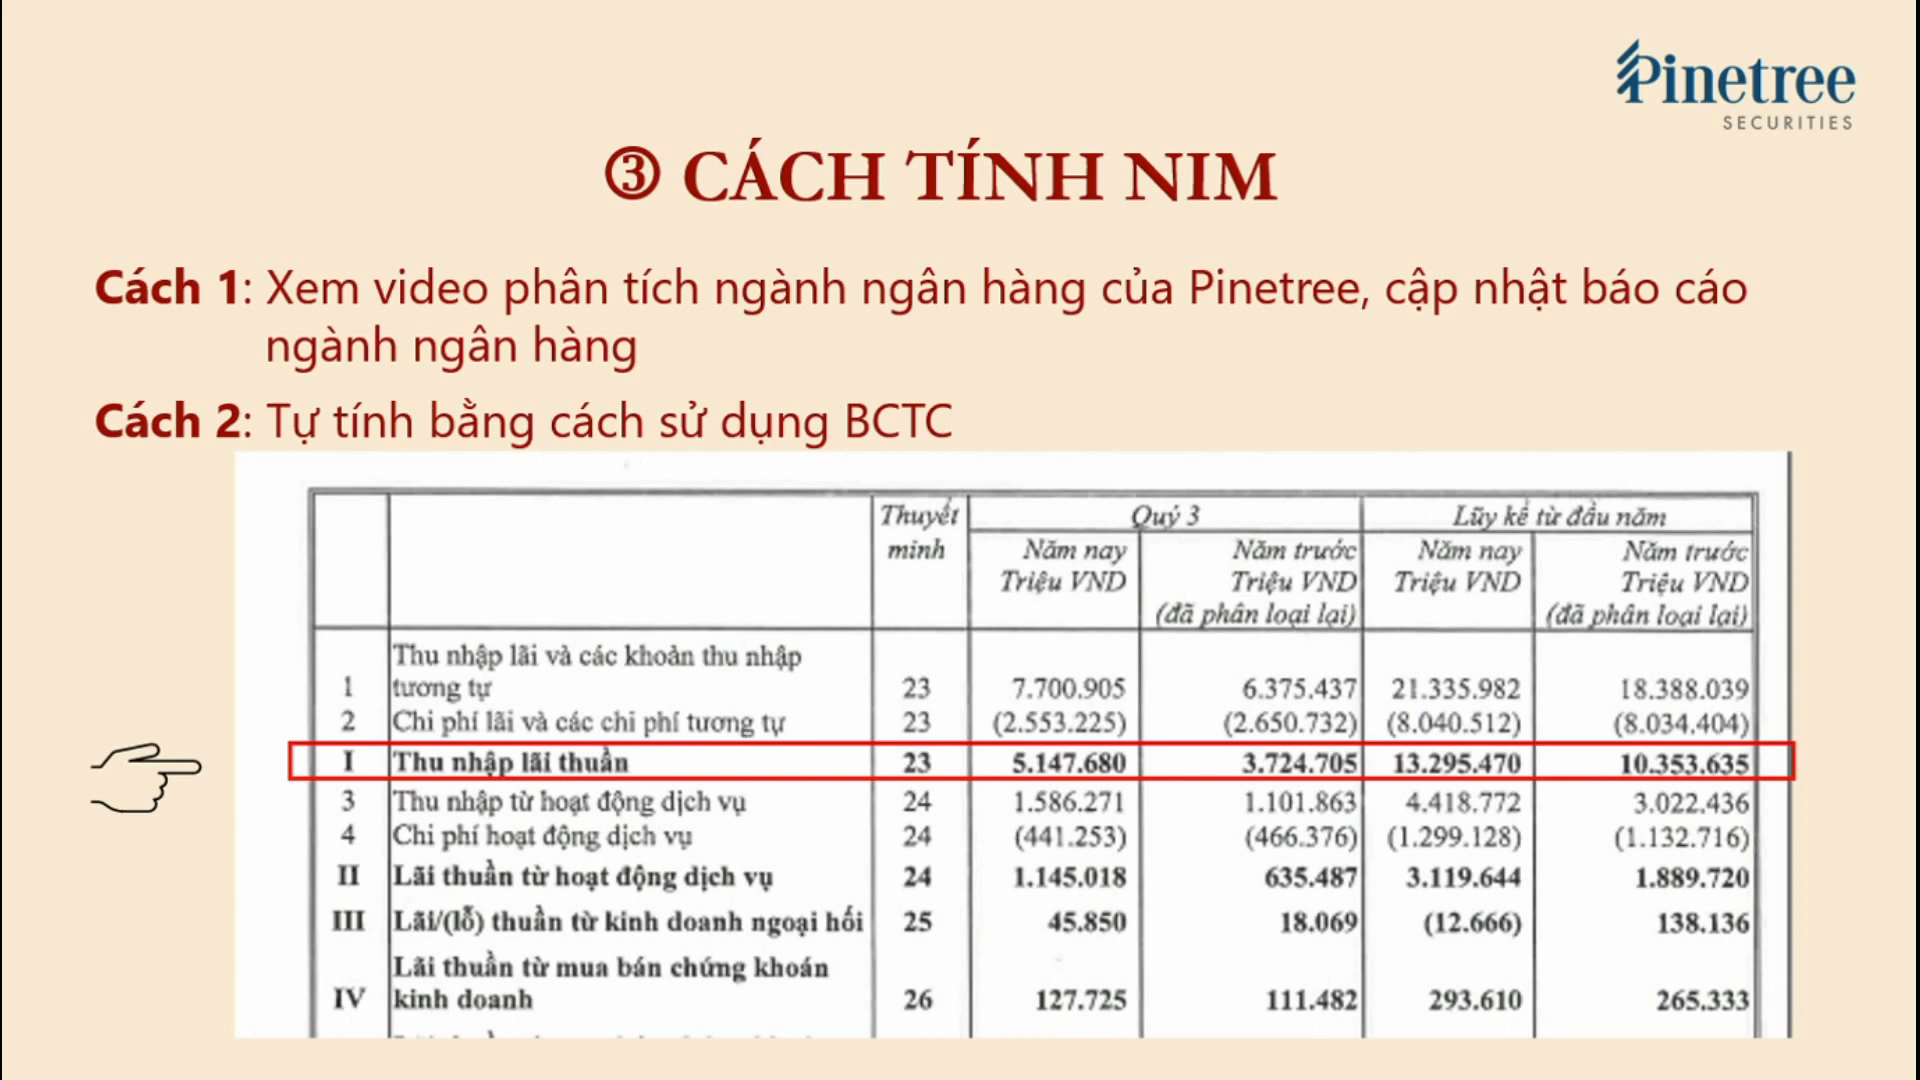 Pinetree
SECURITIES
③ CÁCH TÍNH NIM
Cách 1: Xem video phân tích ngành ngân hàng của Pinetree, cập nhật báo cáo
ngành ngân hàng
Cách 2: Tự tính bằng cách sử dụng BCTC
Thuyết minh Quý 3 Lũy kế từ đầu năm
Năm nay Triệu VND Năm trước Triệu VND (đã phân loại lại) Năm nay Triệu VND Năm trước Triệu VND (đã phân loại lại)
Thu nhập lãi và các khoản thu nhập
1 tương tự 23 7.700.905 6.375.437 21.335.982 18.388.039
2 Chi phí lãi và các chi phí tương tự 23 (2.553.225) (2.650.732) (8.040.512) (8.034.404)
I Thu nhập lãi thuần 23 5.147.680 3.724.705 13.295.470 10.353.635
3 Thu nhập từ hoạt động dịch vụ 24 1.586.271 1.101.863 4.418.772 3.022.436
4 Chi phí hoạt động dịch vụ 24 (441.253) (466.376) (1.299.128) (1.132.716)
II Lãi thuần từ hoạt động dịch vụ 24 1.145.018 635.487 3.119.644 1.889.720
III Lãi/(lỗ) thuần từ kinh doanh ngoại hối 25 45.850 18.069 (12.666) 138.136
Lãi thuần từ mua bán chứng khoán
IV kinh doanh 26 127.725 111.482 293.610 265.333